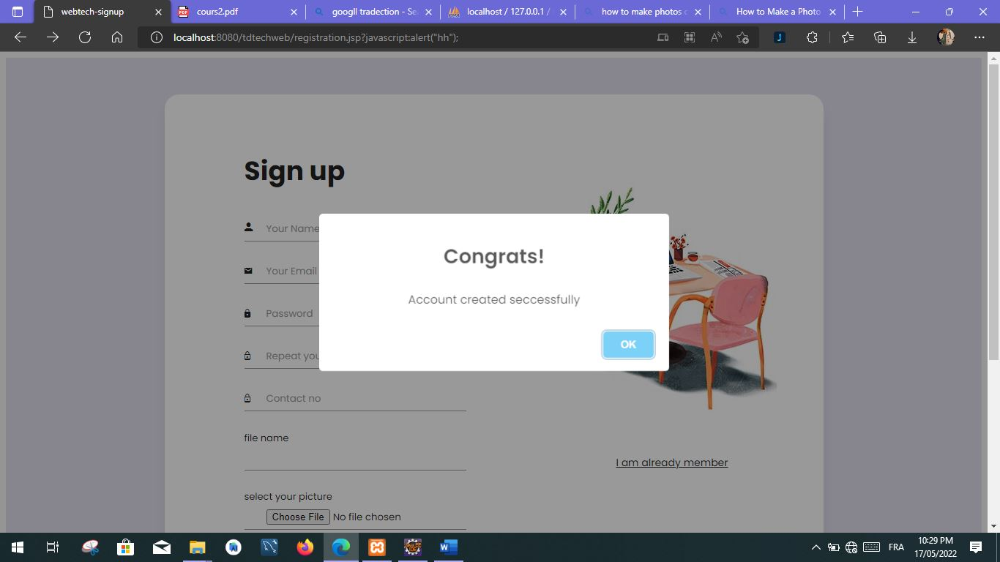 webtech-signup
cours2.pdf
googll tradection - Se
localhost / 127.0.0.1 /
how to make photos
How to Make a Photo
localhost:8080/tdtechweb/registration.jsp?javascript:alert("hh");
Sign up
Your Name
Your Email
Password
Repeat you
Contact no
file name
select your picture
Choose File No file chosen
Congrats!
Account created seccessfully
OK
I am already member
FRA
10:29 PM
17/05/2022